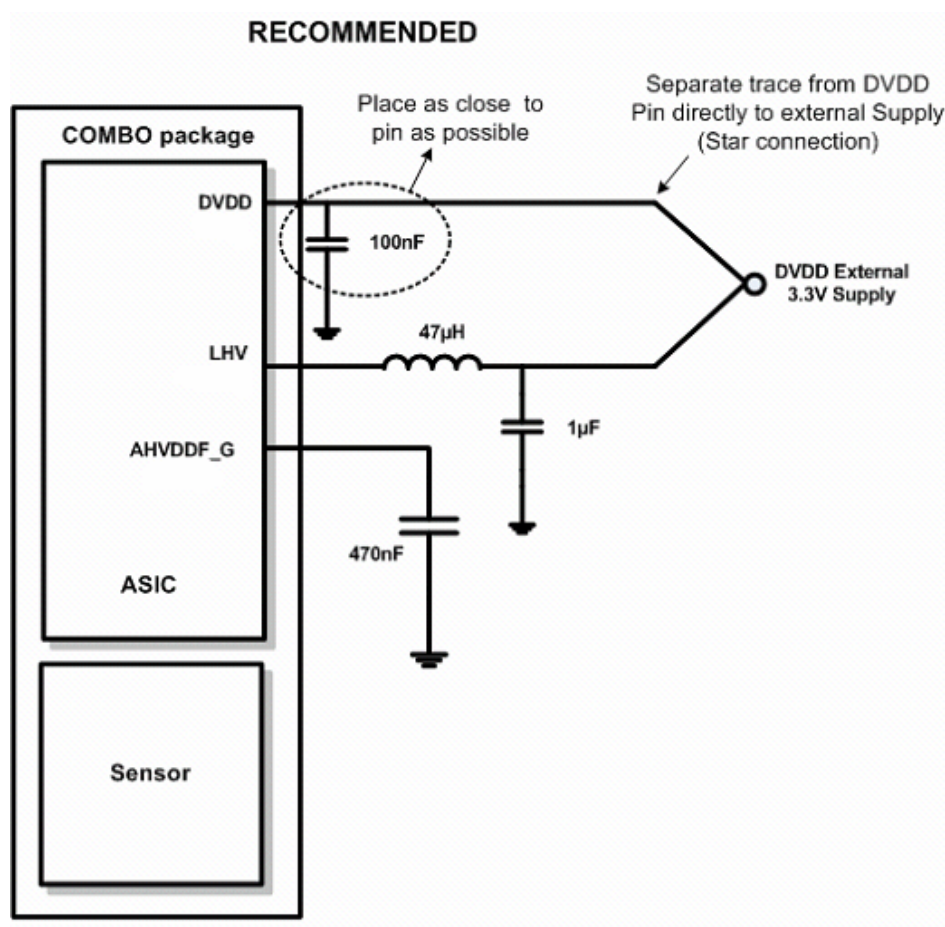 RECOMMENDED
Place as close to
pin as possible
Separate trace from DVDD
Pin directly to external Supply
(Star connection)
COMBO package
DVDD
100nF
DVDD External
3.3V Supply
47µH
LHV
1µF
AHVDDF_G
470nF
ASIC
Sensor